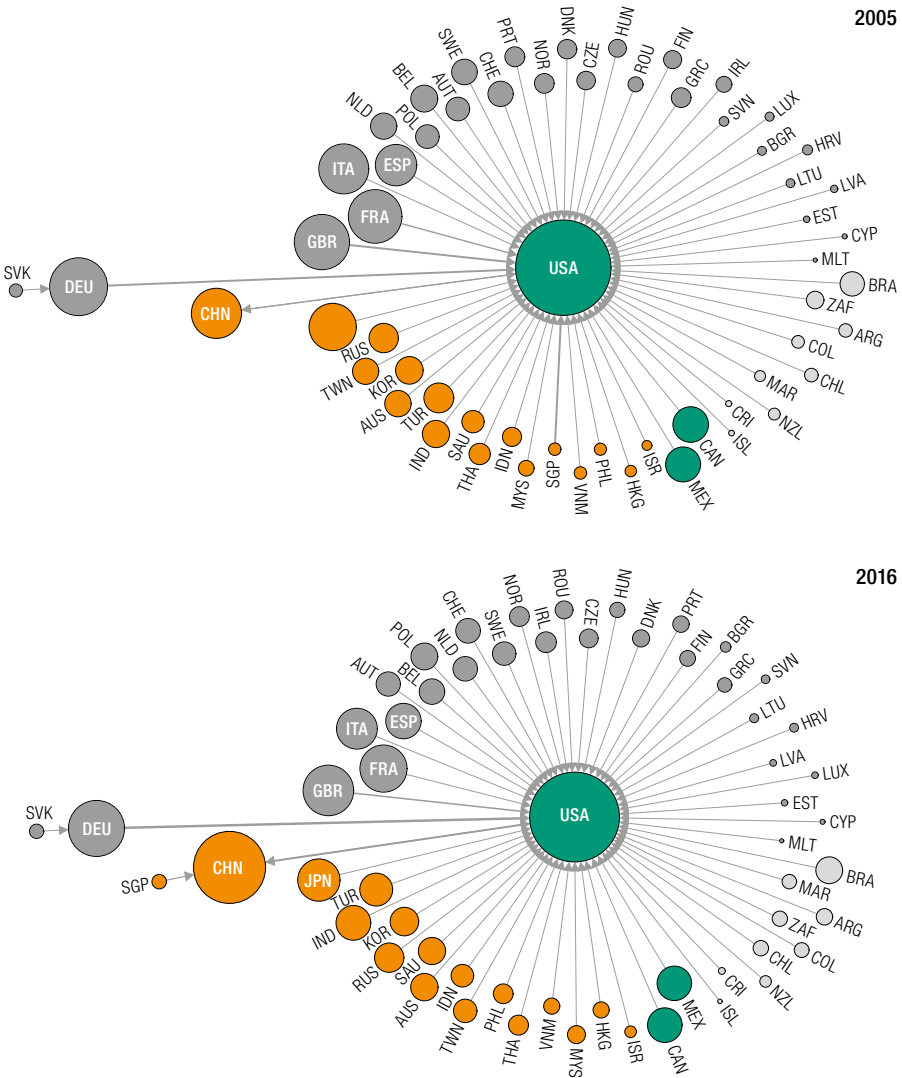 2005
DNK
HUN
PRT
SWE
NOR
CZE
FIN
ROU
CHE
BEL
AUT
GRC
IRL
NLD
POL
SVN
LUX
BGR
HRV
ITA
ESP
LTU
LVA
FRA
EST
GBR
CYP
MLT
USA
SVK
DEU
BRA
ZAF
CHN
ARG
RUS
COL
TWN
KOR
MAR
CHL
AUS
TUR
CRI
NZL
IND
SAU
ISL
CAN
THA
IDN
MYS
SGP
VNM
PHL
HKG
ISR
MEX
2016
ROU
HUN
NOR
CZE
PRT
CHE
SWE
IRL
DNK
BGR
POL
NLD
FIN
AUT
BEL
GRC
SVN
LTU
ITA
ESP
HRV
LVA
FRA
LUX
GBR
EST
CYP
USA
SVK
DEU
MLT
CHN
BRA
SGP
JPN
TUR
MAR
IND
KOR
ARG
ZAF
RUS
SAU
CHL
COL
AUS
IDN
CRI
NZL
TWN
PHL
MEX
ISL
THA
VNM
MYS
HKG
ISR
CAN